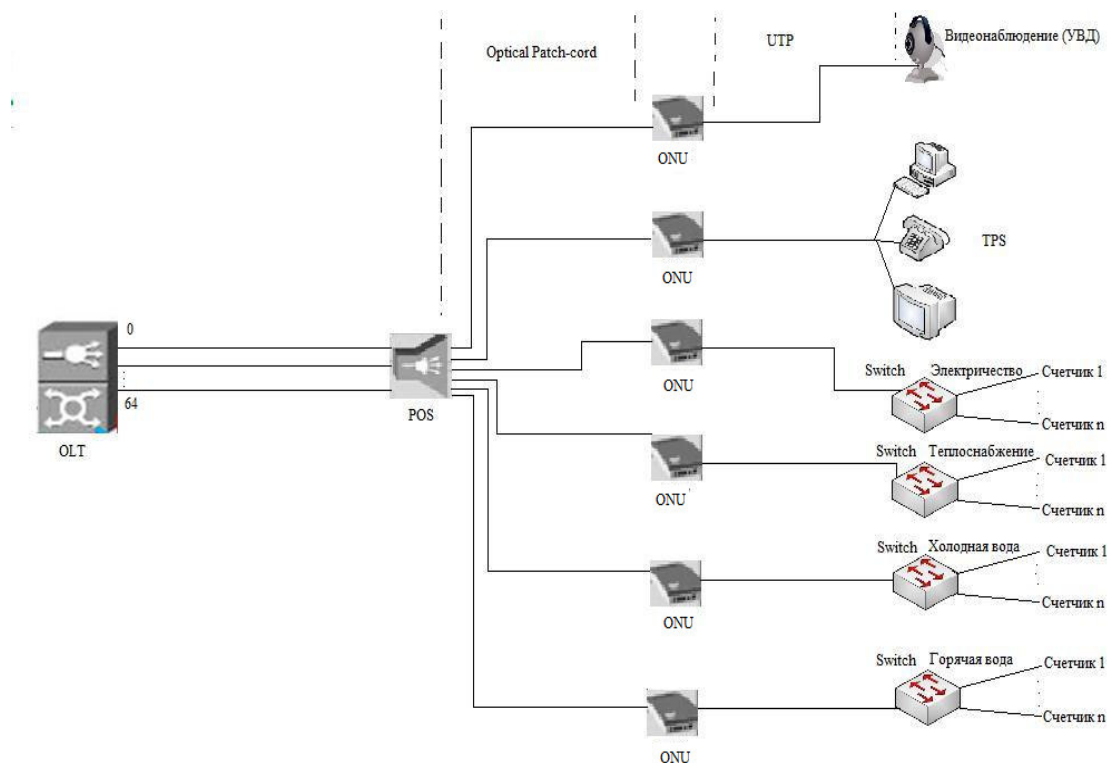 Optical Patch-cord
UTP
Видеонаблюдение (УВД)
ONU
ONU
TPS
0
64
OLT
POS
ONU
Switch Электричество
Счетчик 1
Счетчик n
ONU
Switch Теплоснабжение
Счетчик 1
Счетчик n
ONU
Switch Холодная вода
Счетчик 1
Счетчик n
ONU
Switch Горячая вода
Счетчик 1
Счетчик n